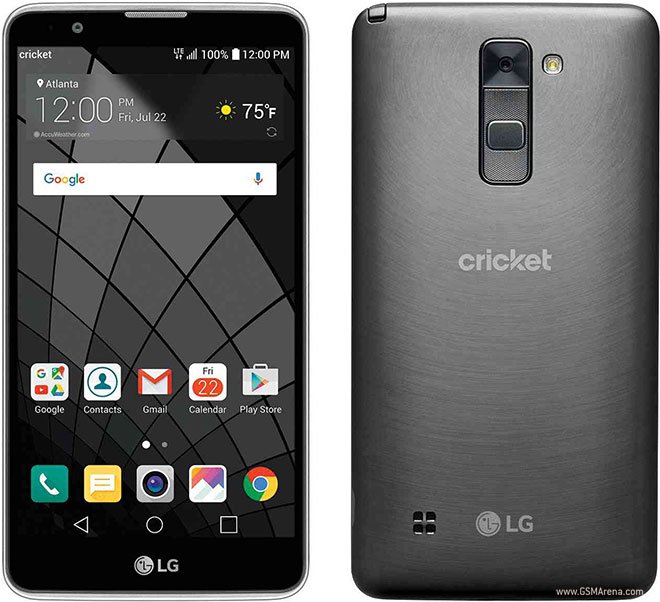 cricket LTE 100% 12:00 PM
Atlanta
12:00 PM
Fri, Jul 22
75°F
AccuWeather.com
Google
Google Contacts Gmail Fri 22 Calendar Play Store
LG
cricket
LG
www.GSMArena.com